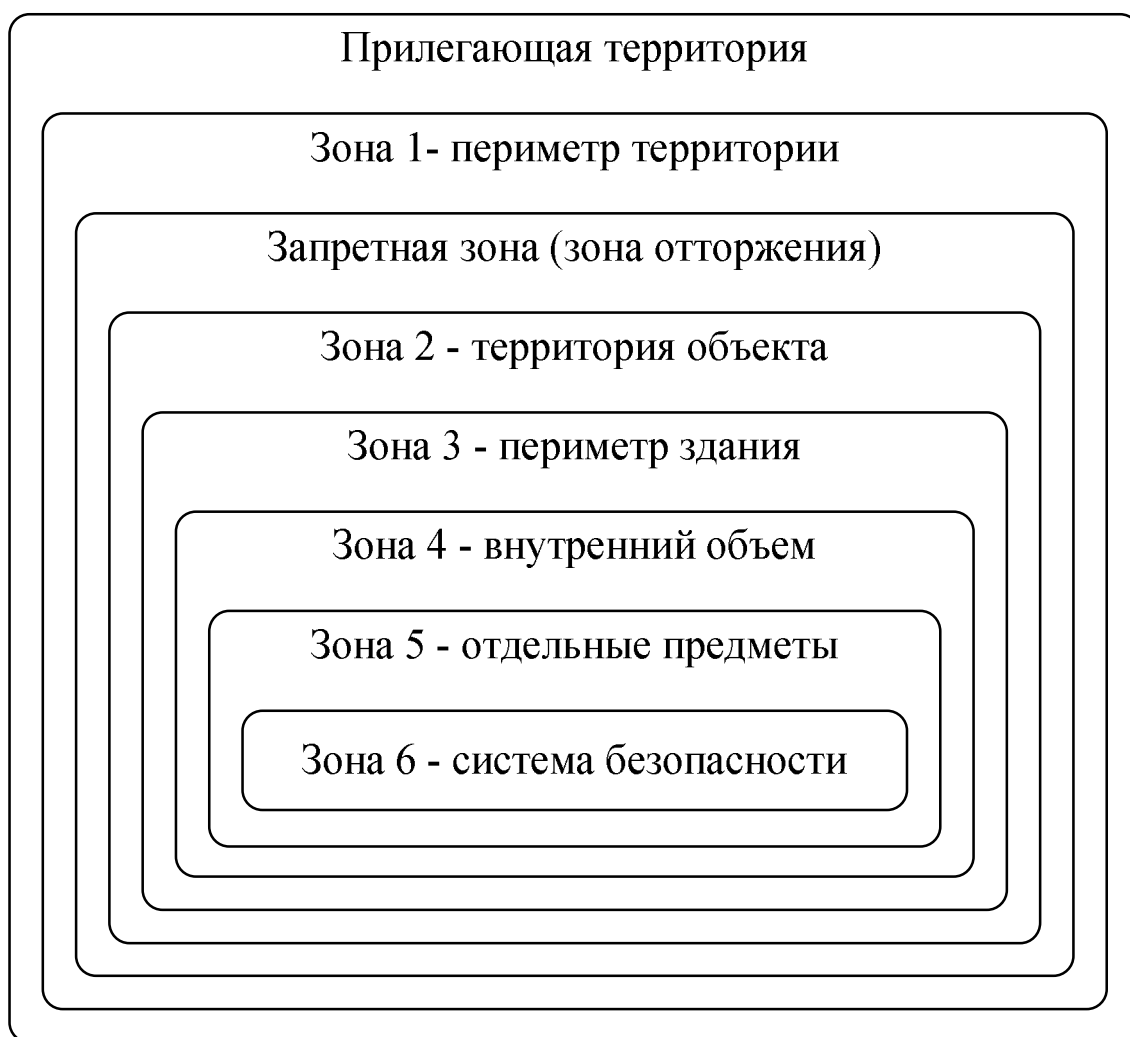 Прилегающая территория
Зона 1- периметр территории
Запретная зона (зона отторжения)
Зона 2 - территория объекта
Зона 3 - периметр здания
Зона 4 - внутренний объем
Зона 5 - отдельные предметы
Зона 6 - система безопасности